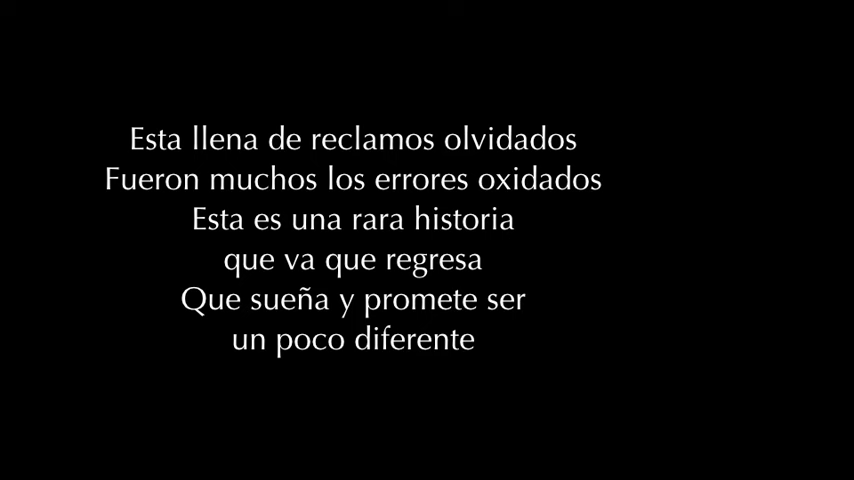 Esta llena de reclamos olvidados
Fueron muchos los errores oxidados
Esta es una rara historia
que va que regresa
Que sueña y promete ser
un poco diferente